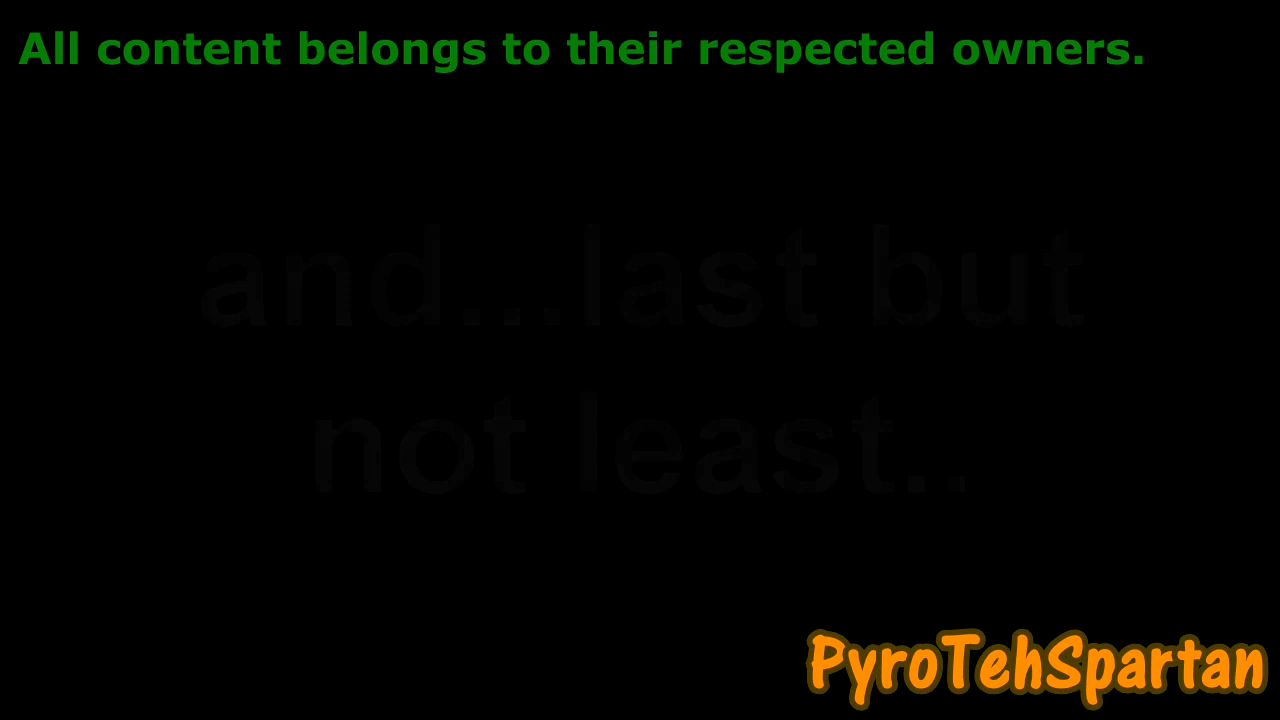 All content belongs to their respected owners.
and...last but
not least..
PyroTehSpartan